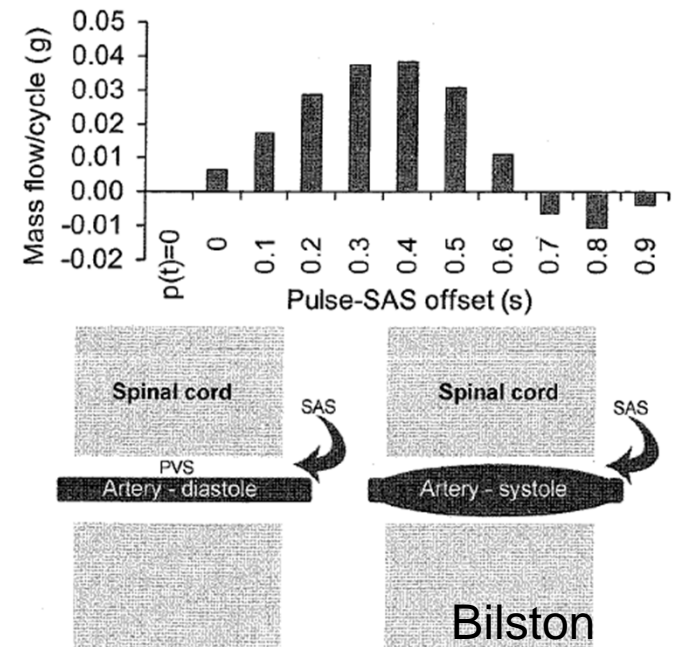 Mass flow/cycle (g)
0.05
0.04
0.03
0.02
0.01
0.00
-0.01
-0.02
p(t)=0 0 0.1 0.2 0.3 0.4 0.5 0.6 0.7 0.8 0.9
Pulse-SAS offset (s)
Spinal cord
SAS
PVS
Artery - diastole
Spinal cord
SAS
Artery - systole
Bilston